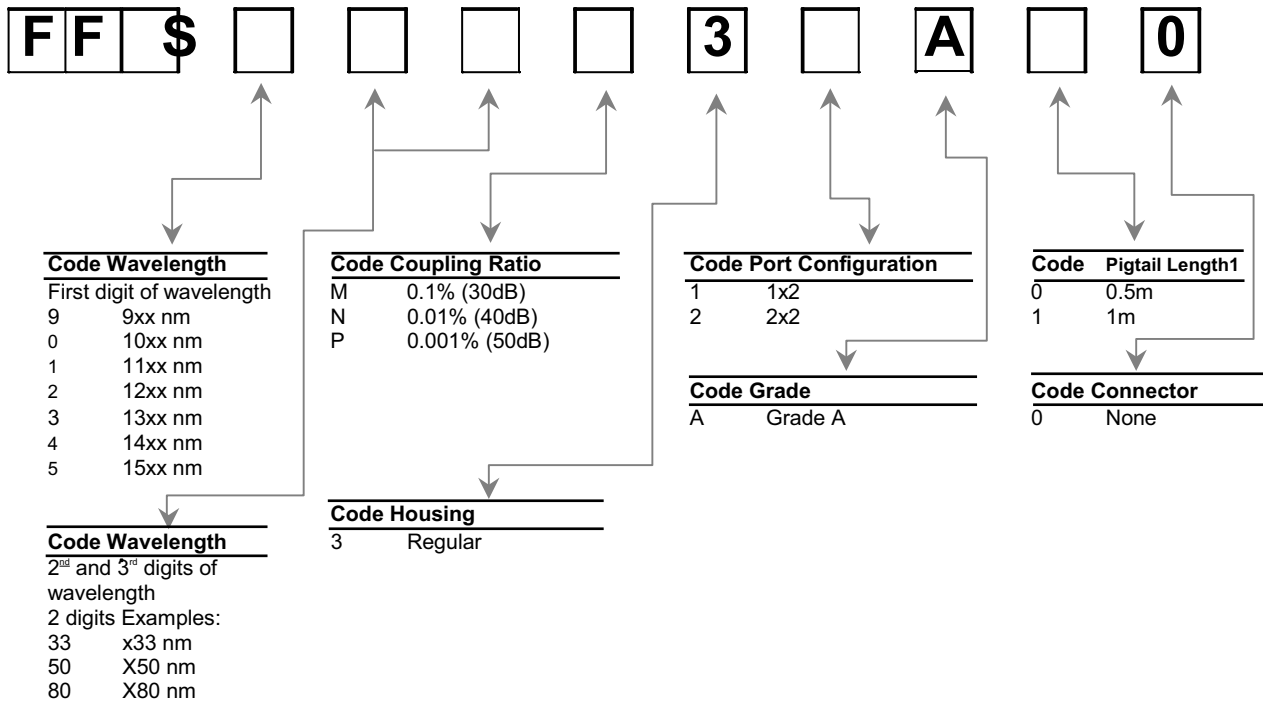 F F $ 3 A 0
Code Wavelength
First digit of wavelength
9 9xx nm
0 10xx nm
1 11xx nm
2 12xx nm
3 13xx nm
4 14xx nm
5 15xx nm
Code Wavelength
2nd and 3rd digits of
wavelength
2 digits Examples:
33 x33 nm
50 X50 nm
80 X80 nm
Code Coupling Ratio
M 0.1% (30dB)
N 0.01% (40dB)
P 0.001% (50dB)
Code Housing
3 Regular
Code Port Configuration
1 1x2
2 2x2
Code Grade
A Grade A
Code Pigtail Length1
0 0.5m
1 1m
Code Connector
0 None